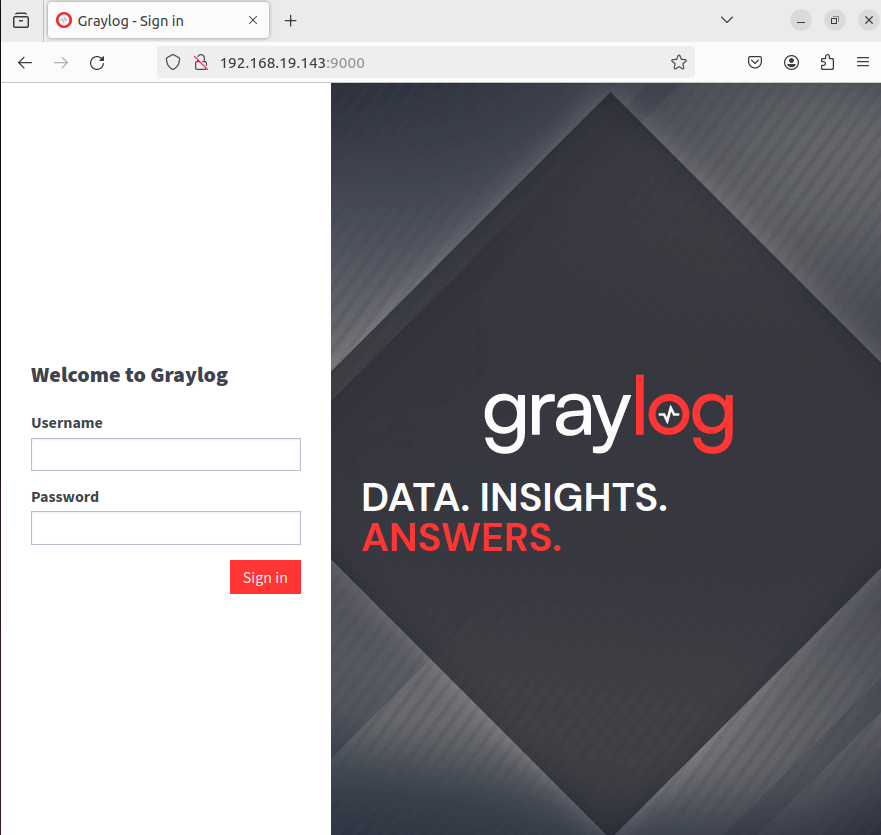 Graylog - Sign in
192.168.19.143:9000
Welcome to Graylog
Username
Password
Sign in
graylog
DATA. INSIGHTS.
ANSWERS.